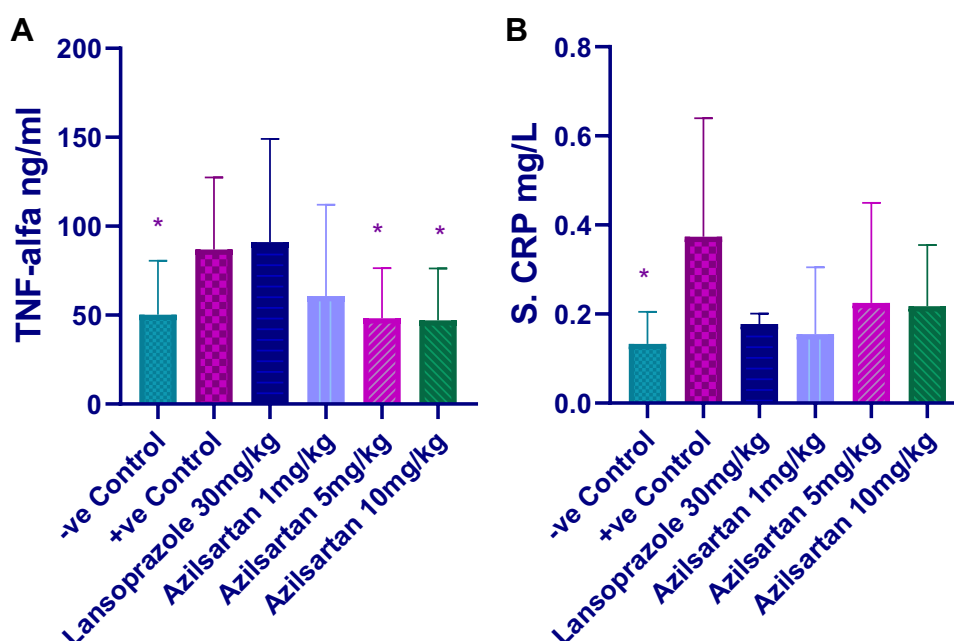 A
TNF-alfa ng/ml
200
150
100
50
0
*
*
*
-ve Control
+ve Control
Lansoprazole 30mg/kg
Azilsartan 1mg/kg
Azilsartan 5mg/kg
Azilsartan 10mg/kg
B
S. CRP mg/L
0.8
0.6
0.4
0.2
0.0
*
-ve Control
+ve Control
Lansoprazole 30mg/kg
Azilsartan 1mg/kg
Azilsartan 5mg/kg
Azilsartan 10mg/kg